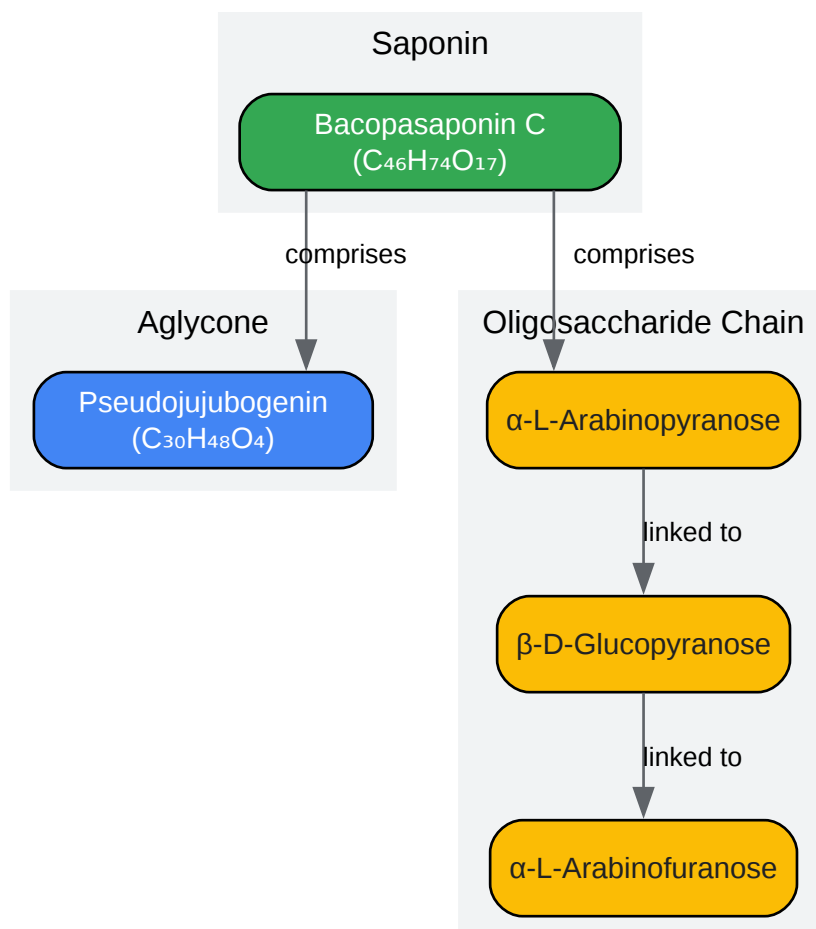 Saponin
Bacopasaponin C
(C₄₆H₇₄O₁₇)
comprises
comprises
Aglycone
Oligosaccharide Chain
Pseudojujubogenin
(C₃₀H₄₈O₄)
α-L-Arabinopyranose
linked to
β-D-Glucopyranose
linked to
α-L-Arabinofuranose